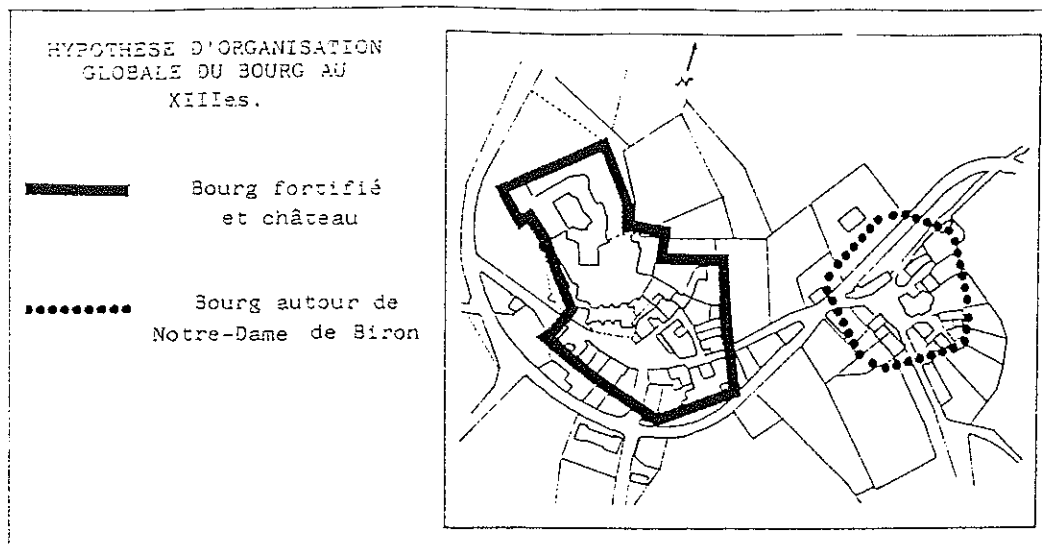 HYPOTHESE D'ORGANISATION
GLOBALE DU BOURG AU
XIIIes.
Bourg fortifié
et château
Bourg autour de
Notre-Dame de Biron
N